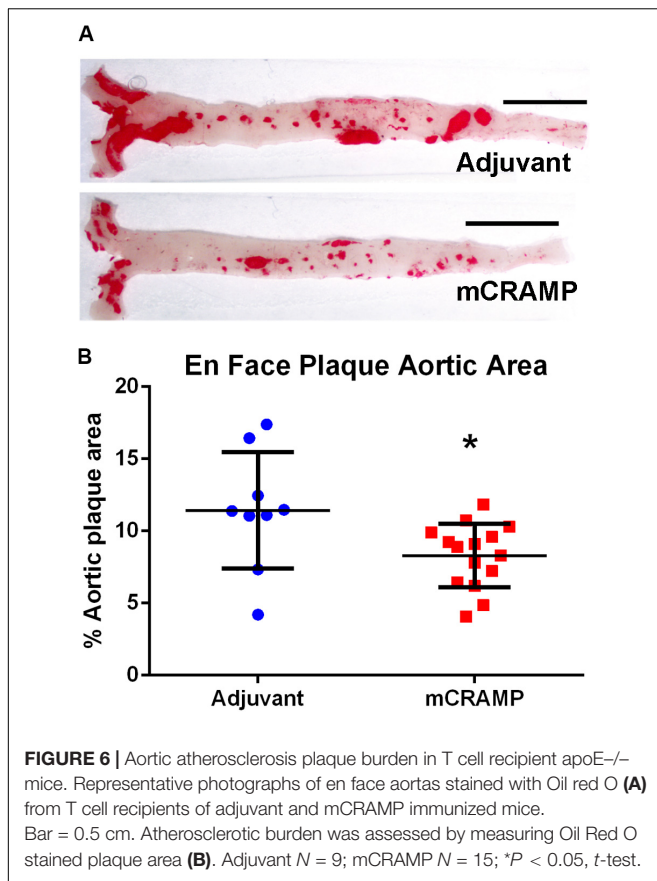 A
Adjuvant
mCRAMP
B
En Face Plaque Aortic Area
% Aortic plaque area
20
15
10
5
0
*
Adjuvant
mCRAMP
FIGURE 6 | Aortic atherosclerosis plaque burden in T cell recipient apoE−/−
mice. Representative photographs of en face aortas stained with Oil red O (A)
from T cell recipients of adjuvant and mCRAMP immunized mice.
Bar = 0.5 cm. Atherosclerotic burden was assessed by measuring Oil Red O
stained plaque area (B). Adjuvant N = 9; mCRAMP N = 15; *P < 0.05, t-test.